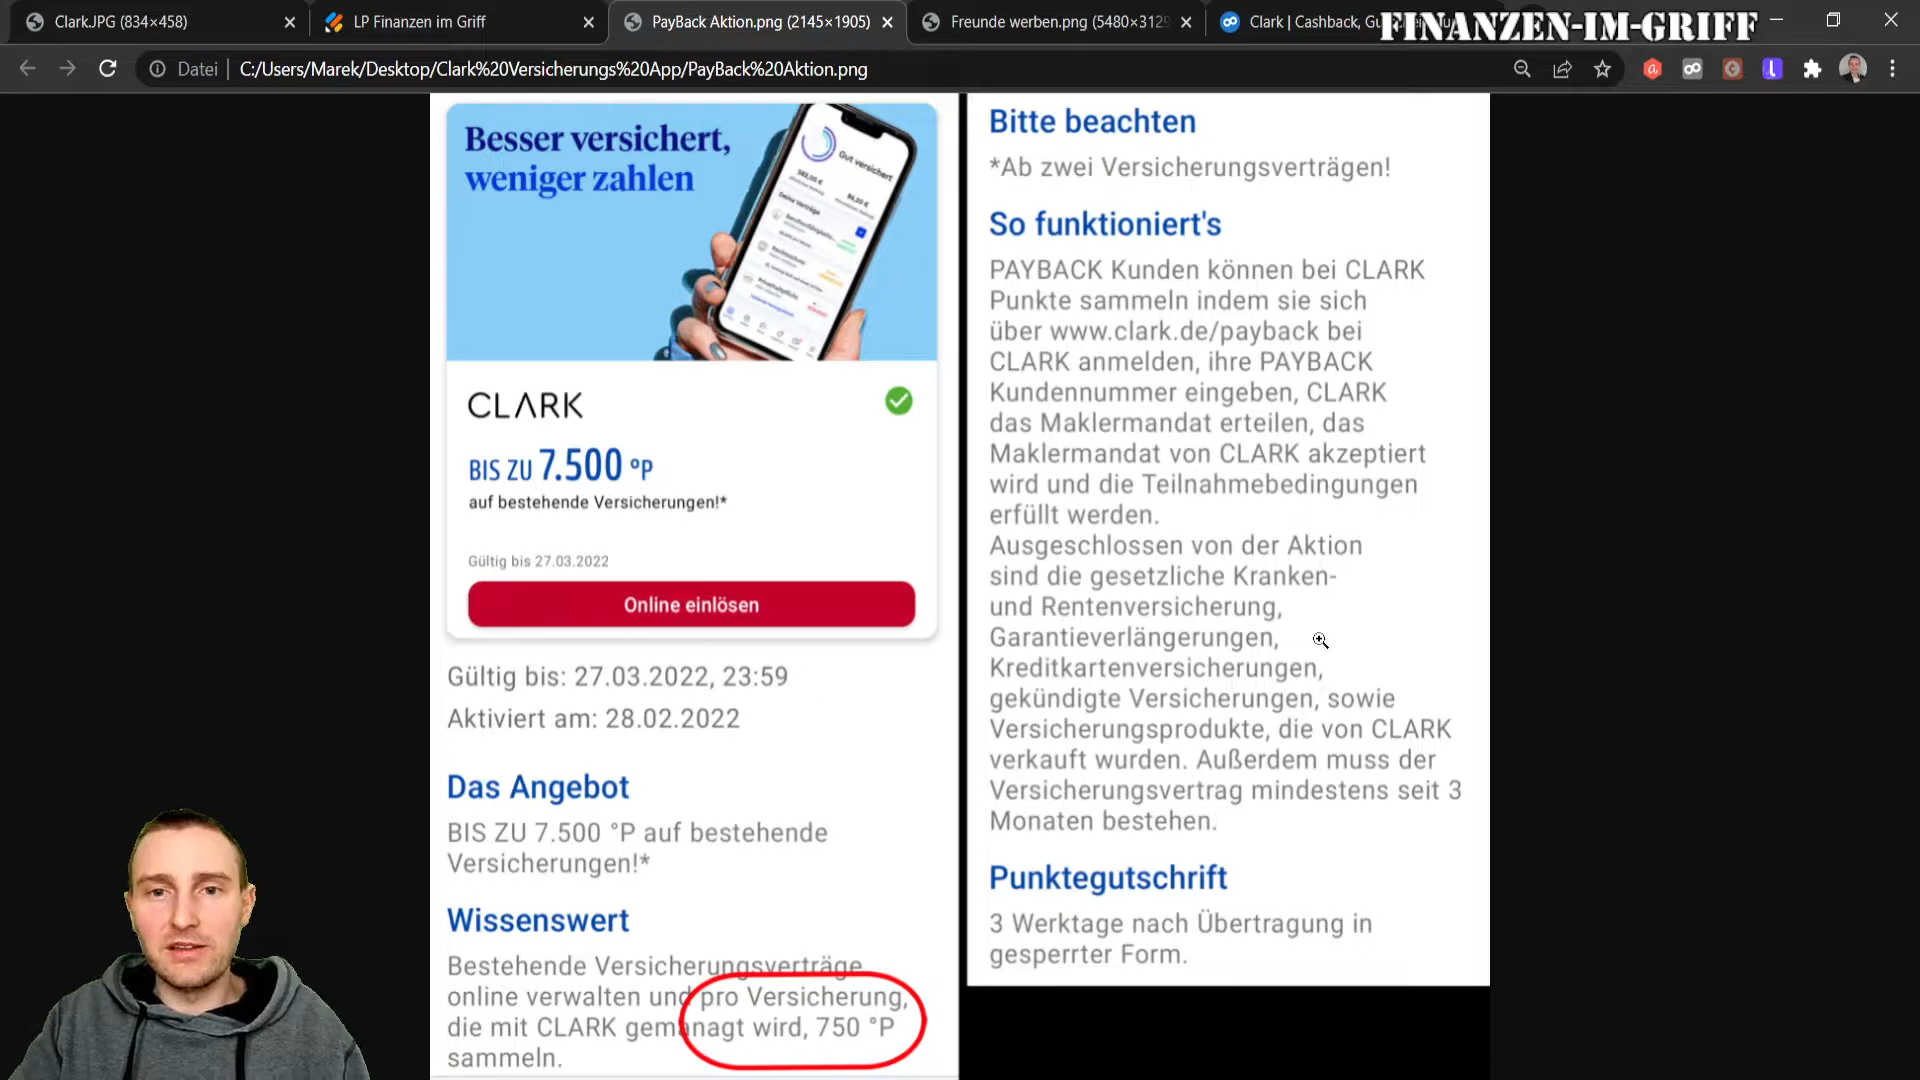 Clark.JPG (834×458)
LP Finanzen im Griff
PayBack Aktion.png (2145×1905)
Freunde werben.png (5480×3129
Clark | Cashback,
FINANZEN-IM-GRIFF
Datei
C:/Users/Marek/Desktop/Clark%20Versicherungs%20App/PayBack%20Aktion.png
Besser versichert,
weniger zahlen
Gut versichert
CLARK
BIS ZU 7.500 °P
auf bestehende Versicherungen!*
Gültig bis 27.03.2022
Online einlösen
Gültig bis: 27.03.2022, 23:59
Aktiviert am: 28.02.2022
Das Angebot
BIS ZU 7.500 °P auf bestehende
Versicherungen!*
Wissenswert
Bestehende Versicherungsverträge
online verwalten und pro Versicherung,
die mit CLARK gemanagt wird, 750 °P
sammeln.
Bitte beachten
*Ab zwei Versicherungsverträgen!
So funktioniert's
PAYBACK Kunden können bei CLARK
Punkte sammeln indem sie sich
über www.clark.de/payback bei
CLARK anmelden, ihre PAYBACK
Kundennummer eingeben, CLARK
das Maklermandat erteilen, das
Maklermandat von CLARK akzeptiert
wird und die Teilnahmebedingungen
erfüllt werden.
Ausgeschlossen von der Aktion
sind die gesetzliche Kranken-
und Rentenversicherung,
Garantieverlängerungen,
Kreditkartenversicherungen,
gekündigte Versicherungen, sowie
Versicherungsprodukte, die von CLARK
verkauft wurden. Außerdem muss der
Versicherungsvertrag mindestens seit 3
Monaten bestehen.
Punktegutschrift
3 Werktage nach Übertragung in
gesperrter Form.